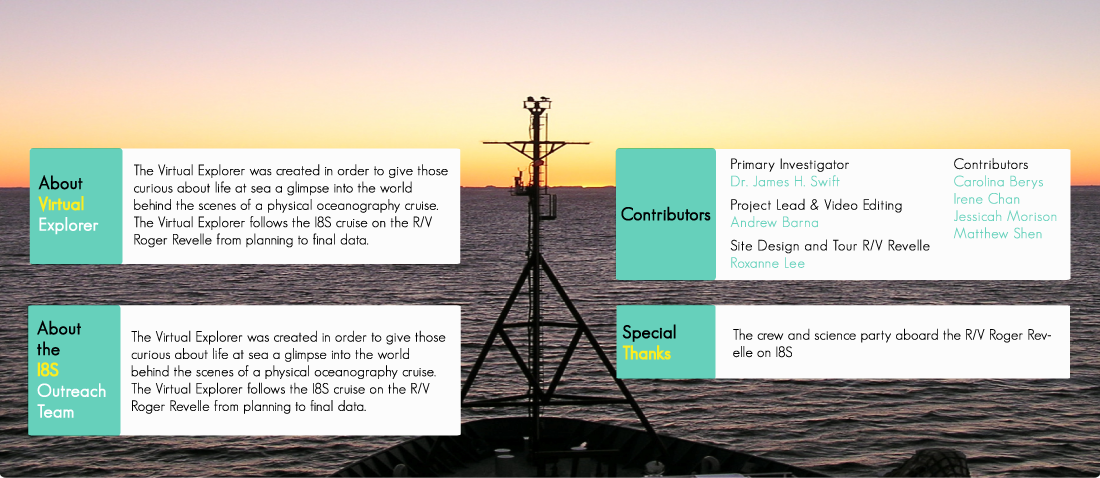 About
Virtual
Explorer
The Virtual Explorer was created in order to give those
curious about life at sea a glimpse into the world
behind the scenes of a physical oceanography cruise.
The Virtual Explorer follows the I8S cruise on the R/V
Roger Revelle from planning to final data.
About
the
I8S
Outreach
Team
The Virtual Explorer was created in order to give those
curious about life at sea a glimpse into the world
behind the scenes of a physical oceanography cruise.
The Virtual Explorer follows the I8S cruise on the R/V
Roger Revelle from planning to final data.
Contributors
Primary Investigator
Dr. James H. Swift
Project Lead & Video Editing
Andrew Barna
Site Design and Tour R/V Revelle
Roxanne Lee
Contributors
Carolina Berys
Irene Chan
Jessicah Morison
Matthew Shen
Special
Thanks
The crew and science party aboard the R/V Roger Rev-
elle on I8S